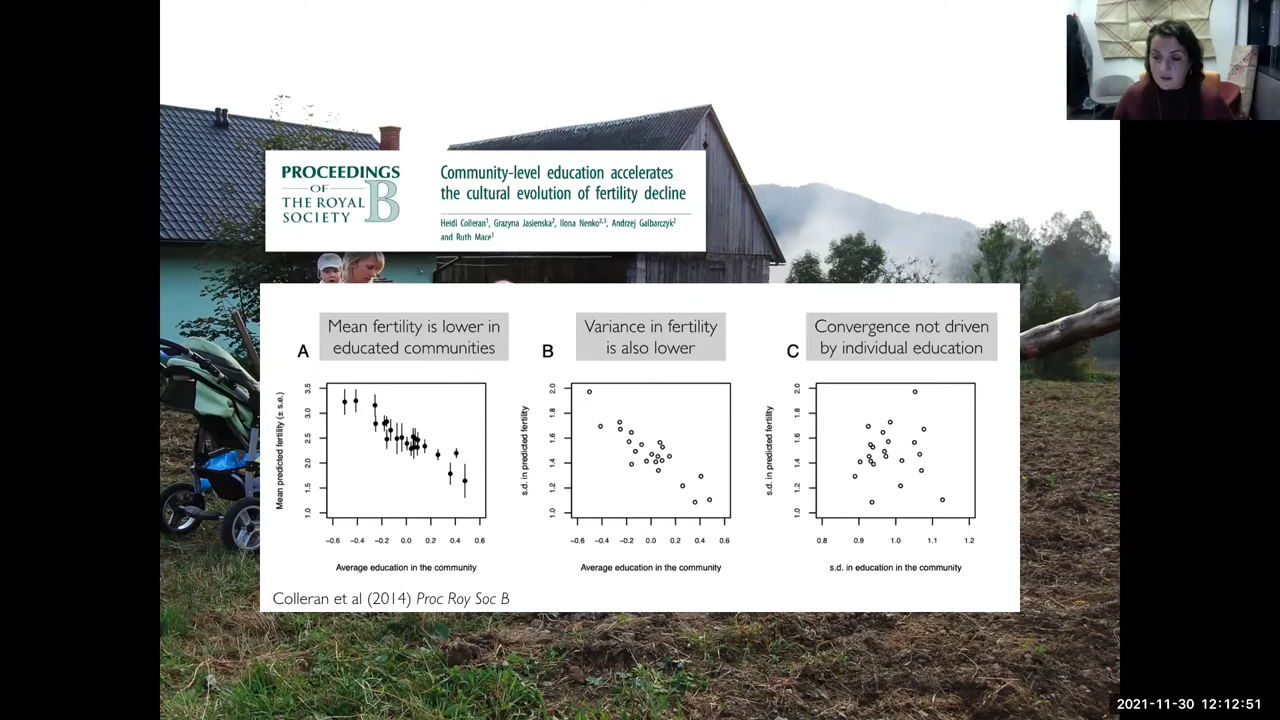 PROCEEDINGS
OF
THE ROYAL
SOCIETY
B
Community-level education accelerates
the cultural evolution of fertility decline
Heidi Colleran¹, Grazyna Jasienska², Ilona Nenko²,³, Andrzej Galbarczyk²
and Ruth Mace¹
A
Mean fertility is lower in
educated communities
Mean predicted fertility (± s.e.)
3.5
3.0
2.5
2.0
1.5
1.0
−0.6 −0.4 −0.2 0.0 0.2 0.4 0.6
Average education in the community
B
Variance in fertility
is also lower
s.d. in predicted fertility
2.0
1.8
1.6
1.4
1.2
1.0
−0.6 −0.4 −0.2 0.0 0.2 0.4 0.6
Average education in the community
C
Convergence not driven
by individual education
s.d. in predicted fertility
2.0
1.8
1.6
1.4
1.2
1.0
0.8 0.9 1.0 1.1 1.2
s.d. in education in the community
Colleran et al (2014) Proc Roy Soc B
2021-11-30 12:12:51